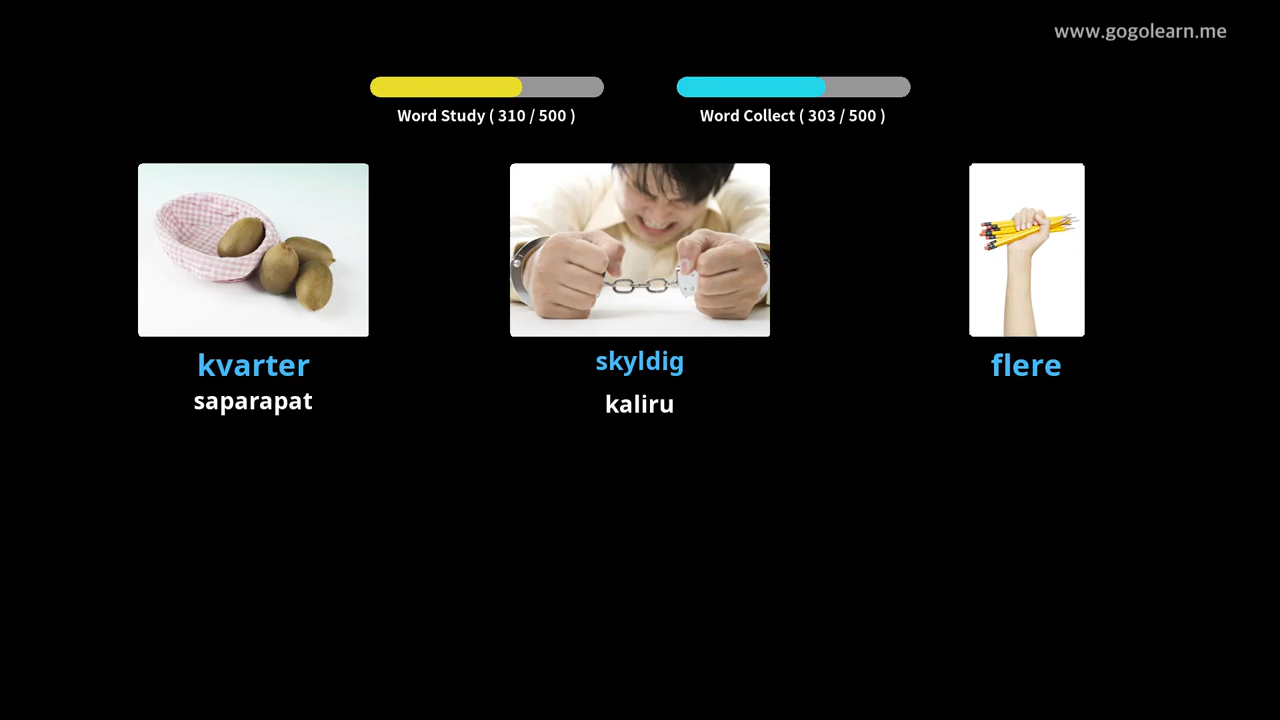 www.gogolearn.me
Word Study ( 310 / 500 )
Word Collect ( 303 / 500 )
kvarter
saparapat
skyldig
kaliru
flere